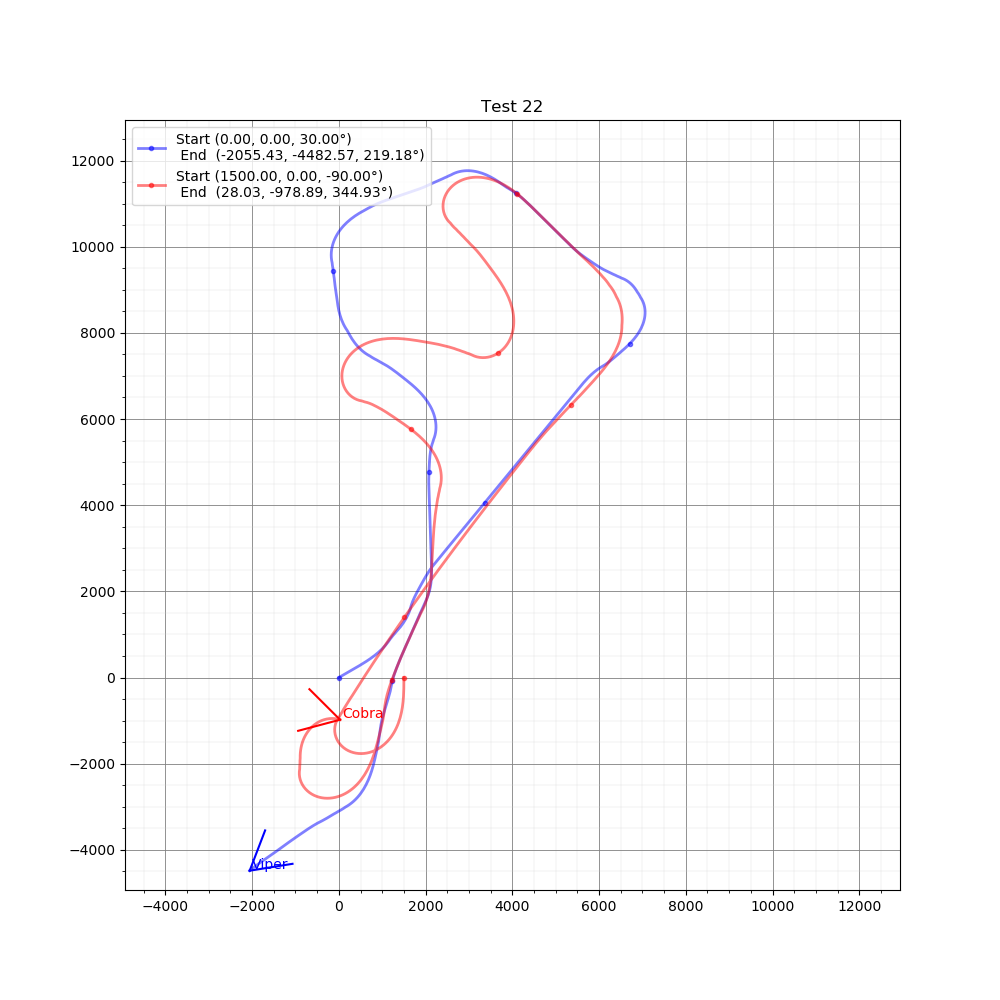 Test 22
Start (0.00, 0.00, 30.00°)
End  (-2055.43, -4482.57, 219.18°)
Start (1500.00, 0.00, -90.00°)
End  (28.03, -978.89, 344.93°)
12000
10000
8000
6000
4000
2000
0
−2000
−4000
Cobra
Viper
−4000 −2000 0 2000 4000 6000 8000 10000 12000